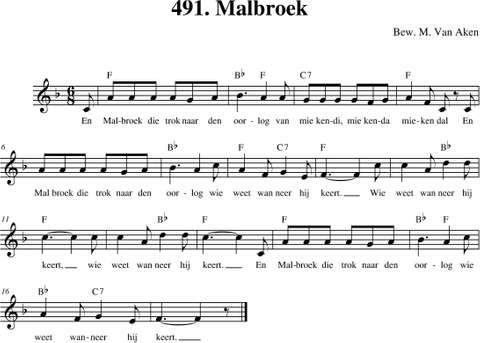 491. Malbroek
Bew. M. Van Aken
F B♭ F C7 F
En Mal-broek die trok naar den oor - log van mie ken-di, mie ken-da mie ken dal En
6 B♭ F C7 F B♭
Mal broek die trok naar den oor - log wie weet wan neer hij keert. Wie weet wan neer hij
11 F B♭ F B♭ F
keert, wie weet wan neer hij keert. En Mal-broek die trok naar den oor - log wie
16 B♭ C7 F
weet wan-neer hij keert.